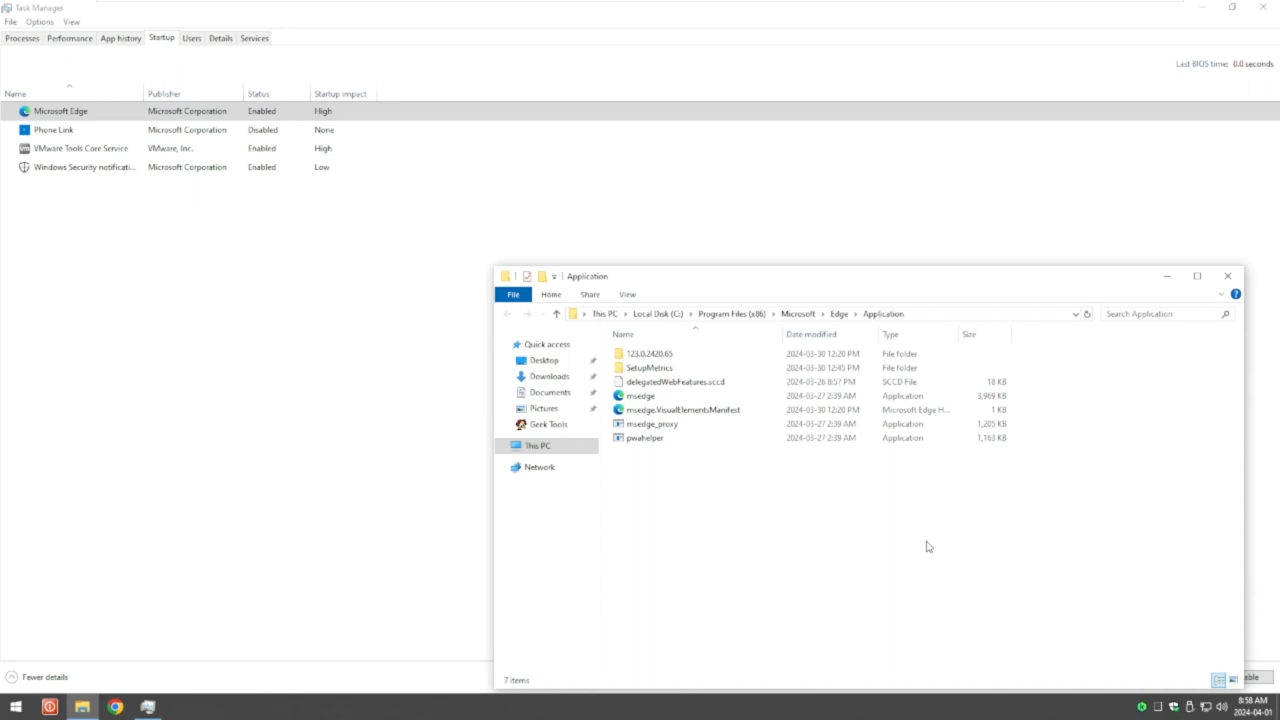 Task Manager
File Options View
Processes Performance App history Startup Users Details Services
Last BIOS time: 0.0 seconds
Name Publisher Status Startup impact
Microsoft Edge Microsoft Corporation Enabled High
Phone Link Microsoft Corporation Disabled None
VMware Tools Core Service VMware, Inc. Enabled High
Windows Security notificati... Microsoft Corporation Enabled Low
Application
File Home Share View
This PC Local Disk (C:) Program Files (x86) Microsoft Edge Application Search Application
Name Date modified Type Size
Quick access
Desktop
Downloads
Documents
Pictures
Geek Tools
This PC
Network
123.0.2420.65 2024-03-30 12:20 PM File folder
SetupMetrics 2024-03-30 12:45 PM File folder
delegatedWebFeatures.sccd 2024-03-26 8:57 PM SCCD File 18 KB
msedge 2024-03-27 2:39 AM Application 3,969 KB
msedge.VisualElementsManifest 2024-03-30 12:20 PM Microsoft Edge H... 1 KB
msedge_proxy 2024-03-27 2:39 AM Application 1,205 KB
pwahelper 2024-03-27 2:39 AM Application 1,163 KB
7 items
Fewer details
able
8:58 AM
2024-04-01